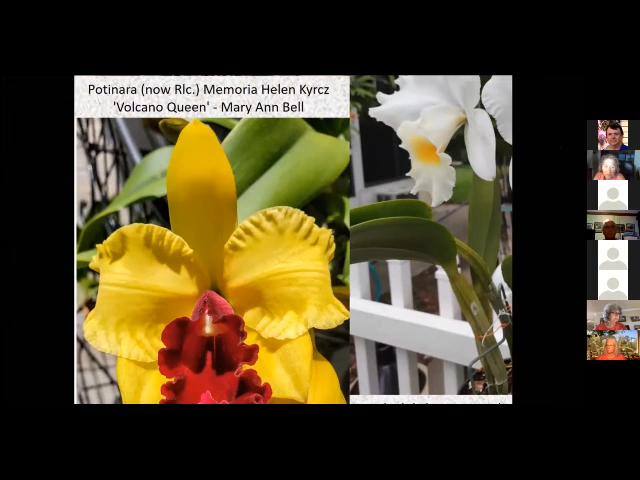 Potinara (now Rlc.) Memoria Helen Kyrcz
'Volcano Queen' - Mary Ann Bell